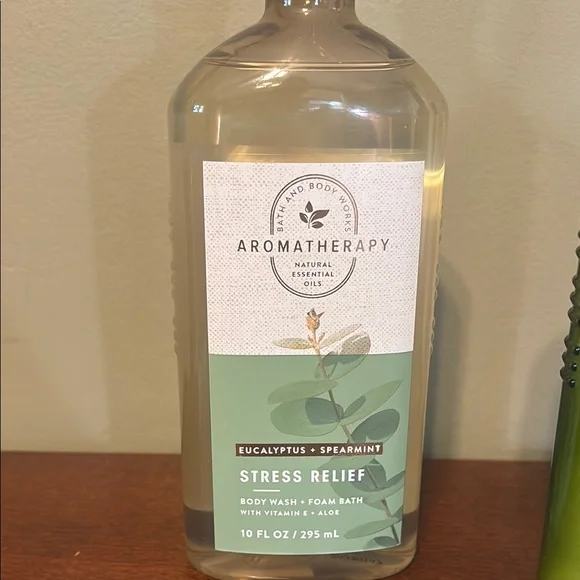 BATH AND BODY WORKS
AROMATHERAPY
NATURAL
ESSENTIAL
OILS
EUCALYPTUS + SPEARMINT
STRESS RELIEF
BODY WASH + FOAM BATH
WITH VITAMIN E + ALOE
10 FL OZ / 295 mL